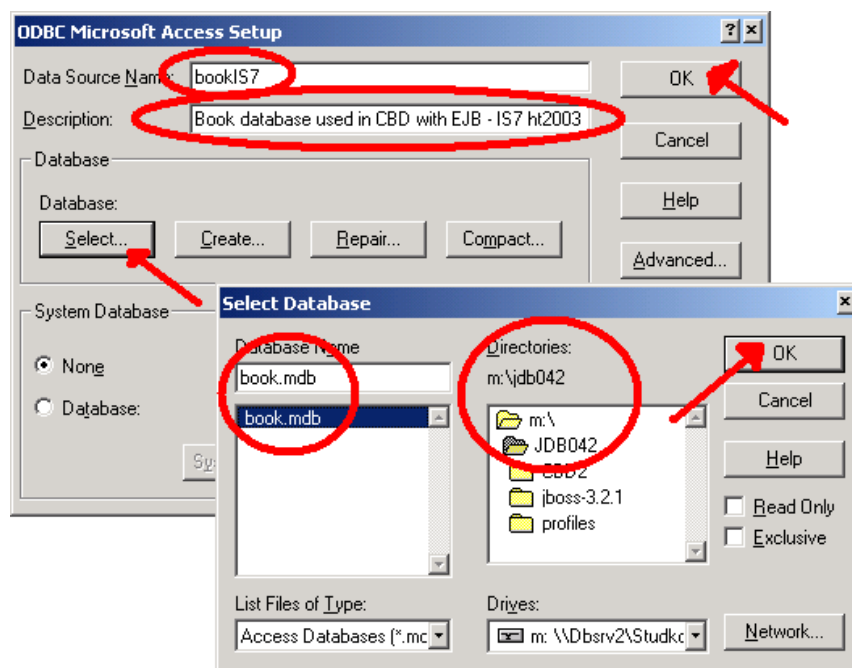 ODBC Microsoft Access Setup
Data Source Name: bookIS7
OK
Description: Book database used in CBD with EJB - IS7 ht2003
Cancel
Database
Database:
Help
Select... Create... Repair... Compact...
Advanced...
System Database
None
Database:
Select Database
Database Name
book.mdb
book.mdb
Directories:
m:\jdb042
m:\
JDB042
CBD2
jboss-3.2.1
profiles
OK
Cancel
Help
Read Only
Exclusive
List Files of Type:
Access Databases (*.mc
Drives:
m: \\Dbsrv2\Studkc
Network...